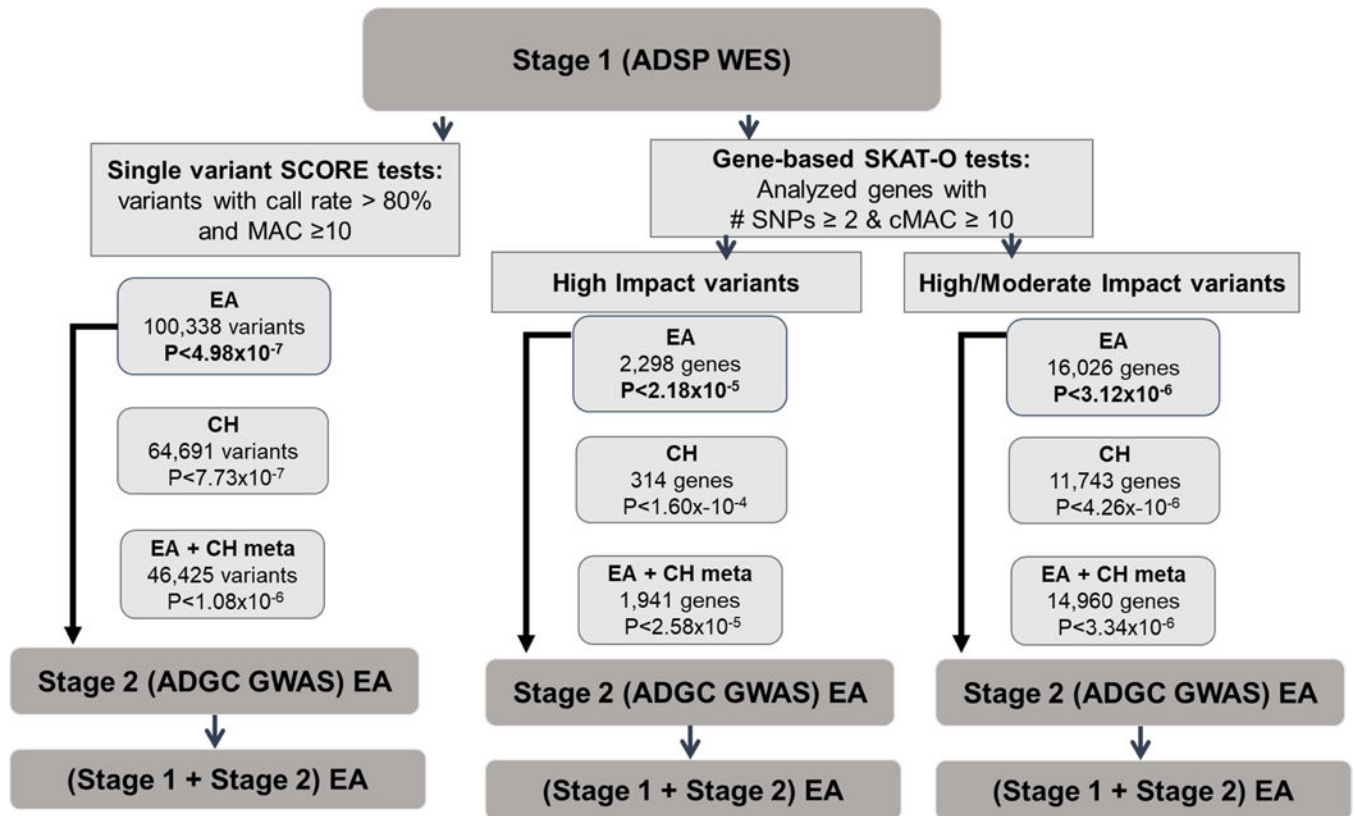 Stage 1 (ADSP WES)
Single variant SCORE tests:
variants with call rate > 80%
and MAC ≥10
Gene-based SKAT-O tests:
Analyzed genes with
# SNPs ≥ 2 & cMAC ≥ 10
High Impact variants
High/Moderate Impact variants
EA
100,338 variants
P<4.98x10⁻⁷
CH
64,691 variants
P<7.73x10⁻⁷
EA + CH meta
46,425 variants
P<1.08x10⁻⁶
EA
2,298 genes
P<2.18x10⁻⁵
CH
314 genes
P<1.60x-10⁻⁴
EA + CH meta
1,941 genes
P<2.58x10⁻⁵
EA
16,026 genes
P<3.12x10⁻⁶
CH
11,743 genes
P<4.26x-10⁻⁶
EA + CH meta
14,960 genes
P<3.34x10⁻⁶
Stage 2 (ADGC GWAS) EA
Stage 2 (ADGC GWAS) EA
Stage 2 (ADGC GWAS) EA
(Stage 1 + Stage 2) EA
(Stage 1 + Stage 2) EA
(Stage 1 + Stage 2) EA